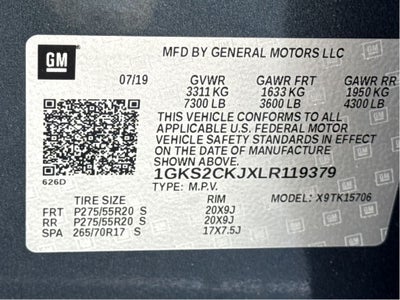 GM
MFD BY GENERAL MOTORS LLC
07/19 GVWR GAWR FRT GAWR RR
3311 KG 1633 KG 1950 KG
7300 LB 3600 LB 4300 LB
THIS VEHICLE CONFORMS TO ALL
APPLICABLE U.S. FEDERAL MOTOR
VEHICLE SAFETY STANDARDS IN EFFECT
ON THE DATE OF MANUFACTURE
SHOWN ABOVE.
1GKS2CKJXLR119379
626D TYPE: M.P.V.
TIRE SIZE RIM MODEL: X9TK15706
FRT P275/55R20 S 20X9J
RR P275/55R20 S 20X9J
SPA 265/70R17 S 17X7.5J